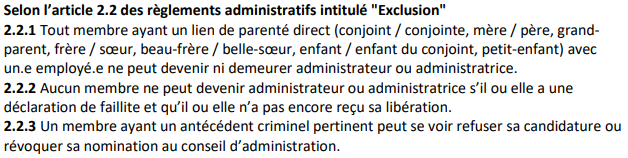 Selon l'article 2.2 des règlements administratifs intitulé "Exclusion"
2.2.1 Tout membre ayant un lien de parenté direct (conjoint / conjointe, mère / père, grand-
parent, frère / sœur, beau-frère / belle-sœur, enfant / enfant du conjoint, petit-enfant) avec
un.e employé.e ne peut devenir ni demeurer administrateur ou administratrice.
2.2.2 Aucun membre ne peut devenir administrateur ou administratrice s'il ou elle a une
déclaration de faillite et qu'il ou elle n'a pas encore reçu sa libération.
2.2.3 Un membre ayant un antécédent criminel pertinent peut se voir refuser sa candidature ou
révoquer sa nomination au conseil d'administration.